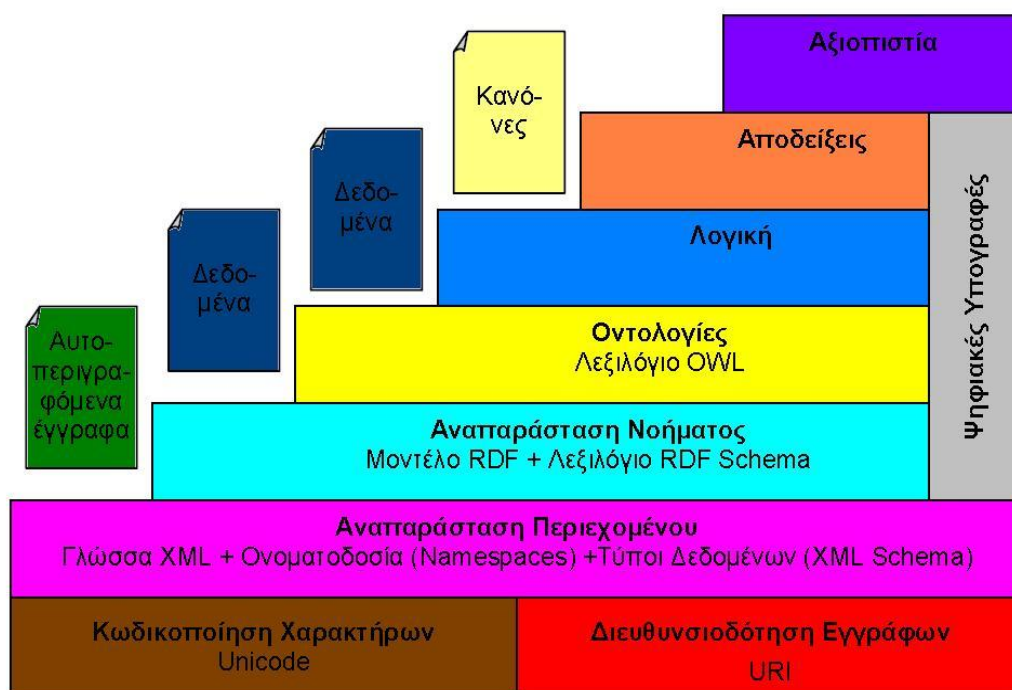 Αξιοπιστία
Κανό-
νες
Αποδείξεις
Δεδο-
μένα
Λογική
Δεδο-
μένα
Ψηφιακές Υπογραφές
Οντολογίες
Λεξιλόγιο OWL
Αυτο-
περιγρα-
φόμενα
έγγραφα
Αναπαράσταση Νοήματος
Μοντέλο RDF + Λεξιλόγιο RDF Schema
Αναπαράσταση Περιεχομένου
Γλώσσα XML + Ονοματοδοσία (Namespaces) +Τύποι Δεδομένων (XML Schema)
Κωδικοποίηση Χαρακτήρων
Unicode
Διευθυνσιοδότηση Εγγράφων
URI